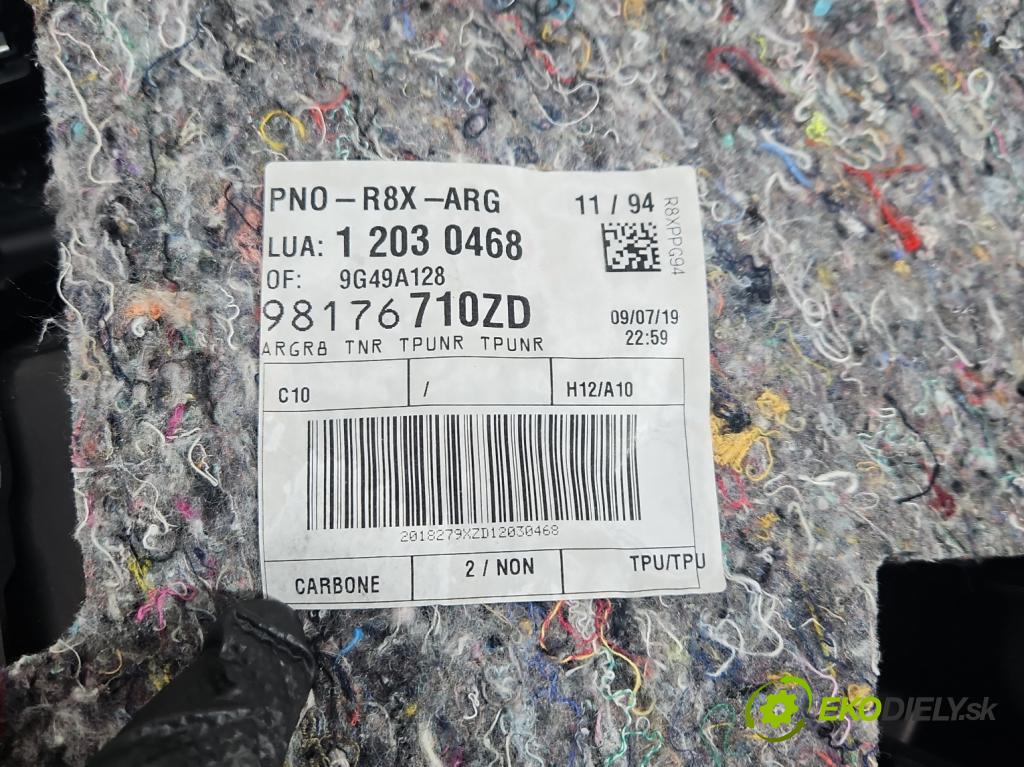 PNO-R8X-ARG
11 / 94
R8XPPG94
LUA: 1 203 0468
OF: 9G49A128
98176710ZD
09/07/19
22:59
ARGR8 TNR TPUNR TPUNR
C10
/
H12/A10
2018279XZD12030468
CARBONE
2 / NON
TPU/TPU
EKODIELY.sk